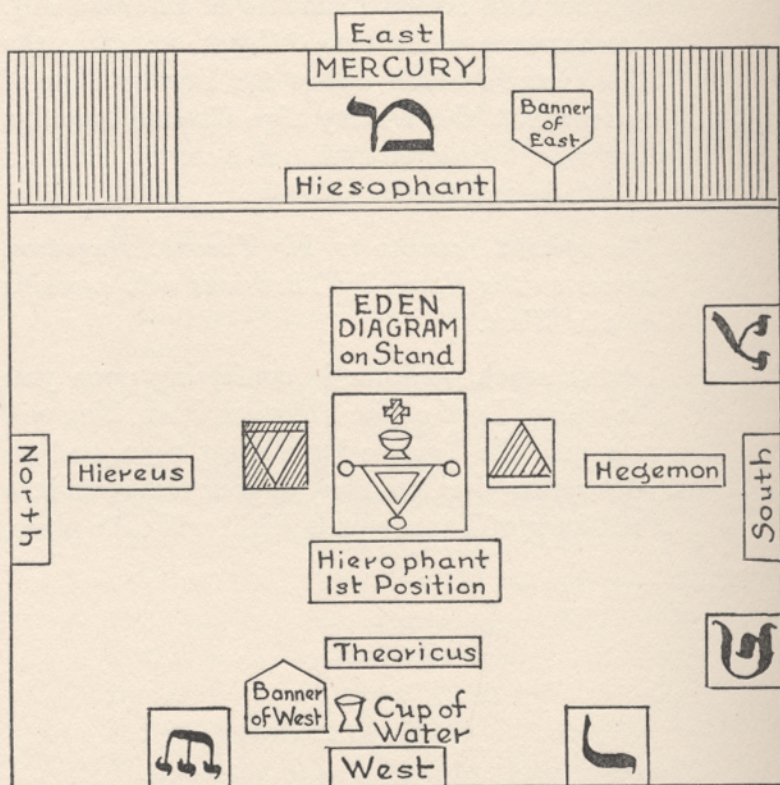 East
MERCURY
מ
Banner
of
East
Hiesophant
EDEN
DIAGRAM
on Stand
North
Hiereus
Hegemon
South
Hierophant
1st Position
Theoricus
Banner
of West
Cup of
Water
West